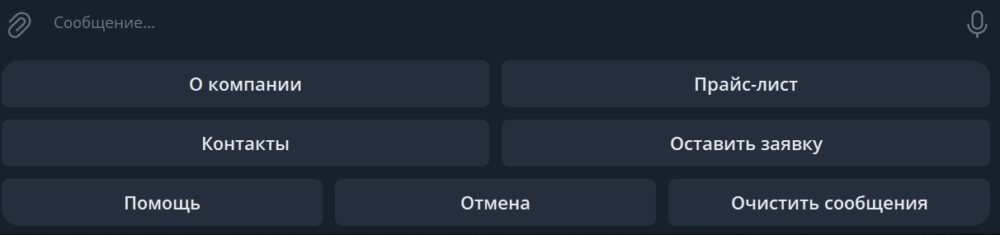 Сообщение...
О компании
Прайс-лист
Контакты
Оставить заявку
Помощь
Отмена
Очистить сообщения